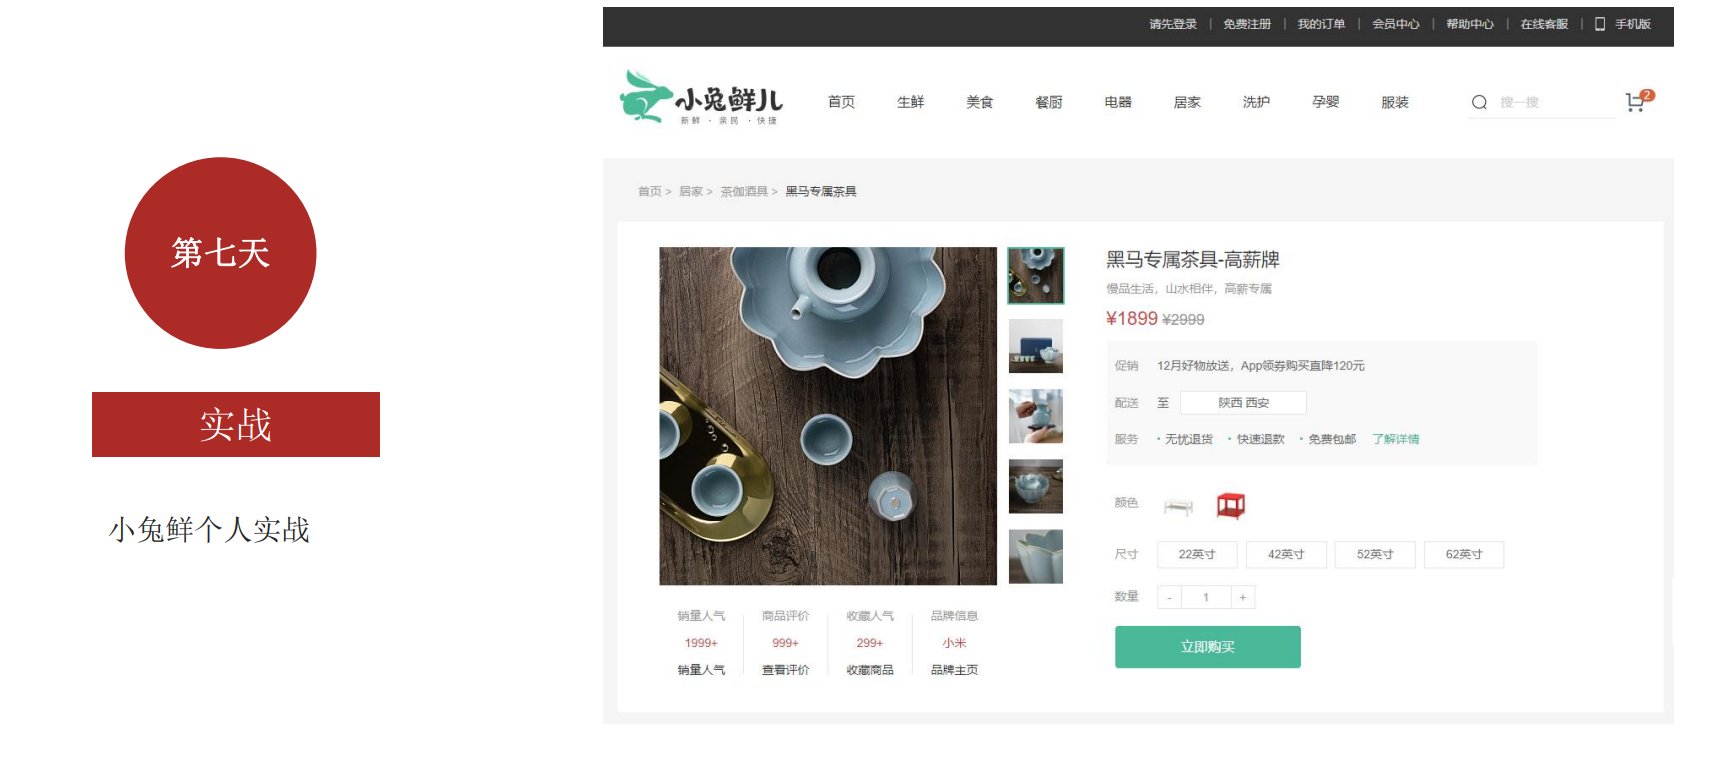 第七天
实战
小兔鲜个人实战
请先登录 | 免费注册 | 我的订单 | 会员中心 | 帮助中心 | 在线客服 | 手机版
小兔鲜儿
新鲜 · 亲民 · 快捷
首页 生鲜 美食 餐厨 电器 居家 洗护 孕婴 服装 搜一搜 2
首页 > 居家 > 茶伽酒具 > 黑马专属茶具
黑马专属茶具-高薪牌
慢品生活，山水相伴，高薪专属
¥1899 ¥2999
促销 12月好物放送，App领券购买直降120元
配送 至 陕西 西安
服务 · 无忧退货 · 快速退款 · 免费包邮 了解详情
颜色
尺寸 22英寸 42英寸 52英寸 62英寸
数量 - 1 +
立即购买
销量人气 商品评价 收藏人气 品牌信息
1999+ 999+ 299+ 小米
销量人气 查看评价 收藏商品 品牌主页